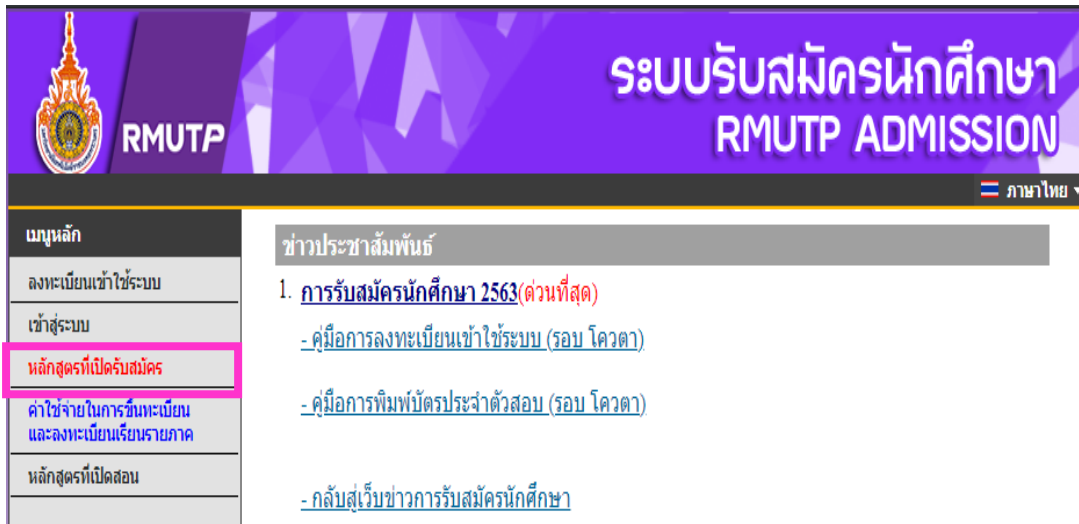 ระบบรับสมัครนักศึกษา
RMUTP
RMUTP ADMISSION
ภาษาไทย
เมนูหลัก
ลงทะเบียนเข้าใช้ระบบ
เข้าสู่ระบบ
หลักสูตรที่เปิดรับสมัคร
ค่าใช้จ่ายในการขึ้นทะเบียน
และลงทะเบียนเรียนรายภาค
หลักสูตรที่เปิดสอน
ข่าวประชาสัมพันธ์
1. การรับสมัครนักศึกษา 2563(ด่วนที่สุด)
- คู่มือการลงทะเบียนเข้าใช้ระบบ (รอบ โควตา)
- คู่มือการพิมพ์บัตรประจำตัวสอบ (รอบ โควตา)
- กลับสู่เว็บข่าวการรับสมัครนักศึกษา